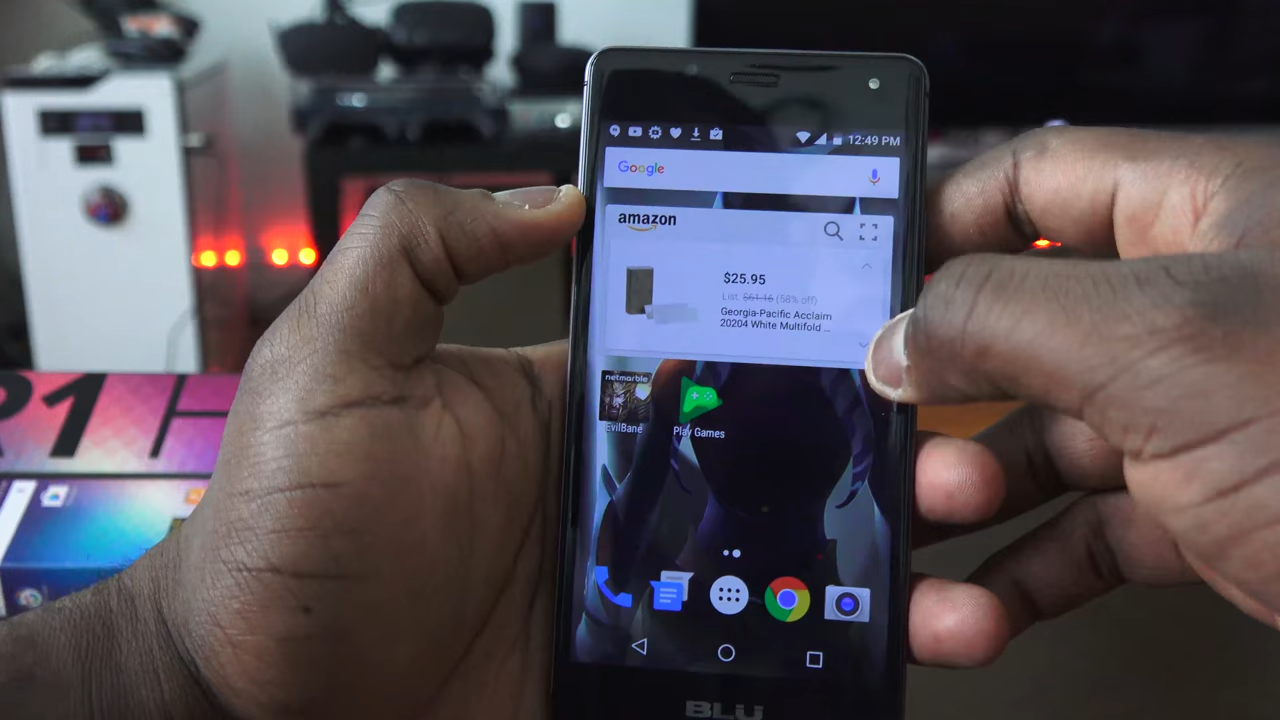 12:49 PM
Google
amazon
$25.95
List: $61.16 (58% off)
Georgia-Pacific Acclaim
20204 White Multifold ...
netmarble
EvilBane
Play Games
BLU
R1 H